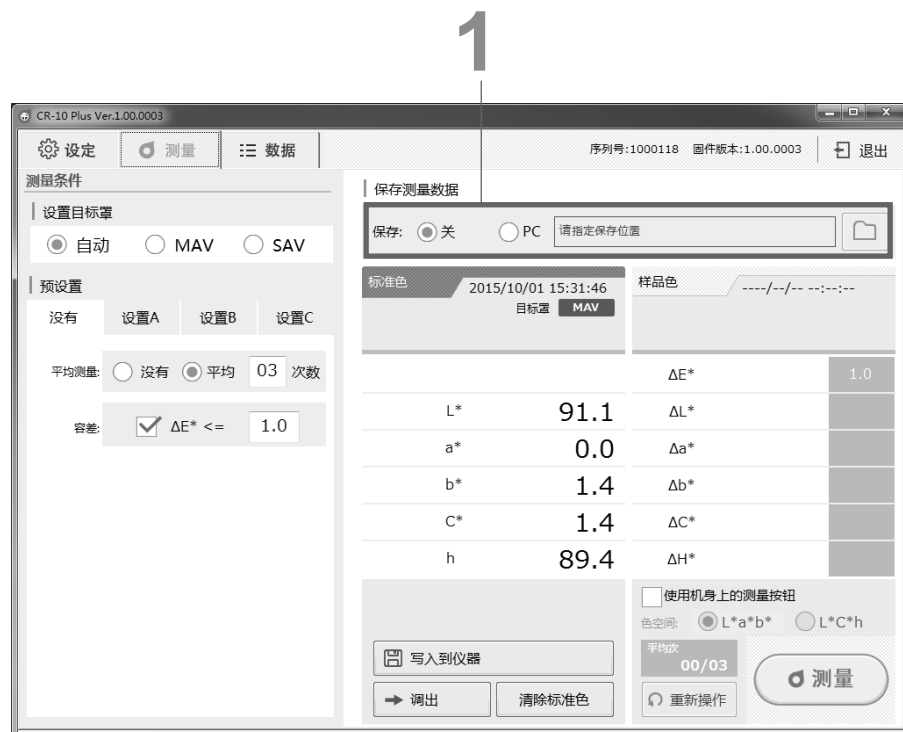 1
CR-10 Plus Ver.1.00.0003
设定 测量 数据 序列号:1000118 固件版本:1.00.0003 退出
测量条件
设置目标罩
自动 MAV SAV
预设置
没有 设置A 设置B 设置C
平均测量: 没有 平均 03 次数
容差: ΔE* <= 1.0
保存测量数据
保存: 关 PC 请指定保存位置
标准色 2015/10/01 15:31:46
目标罩 MAV
样品色 ----/--/-- --:--:--
ΔE* 1.0
L* 91.1 ΔL*
a* 0.0 Δa*
b* 1.4 Δb*
C* 1.4 ΔC*
h 89.4 ΔH*
写入到仪器
调出 清除标准色
使用机身上的测量按钮
色空间: L*a*b* L*C*h
平均次
00/03
重新操作
测量